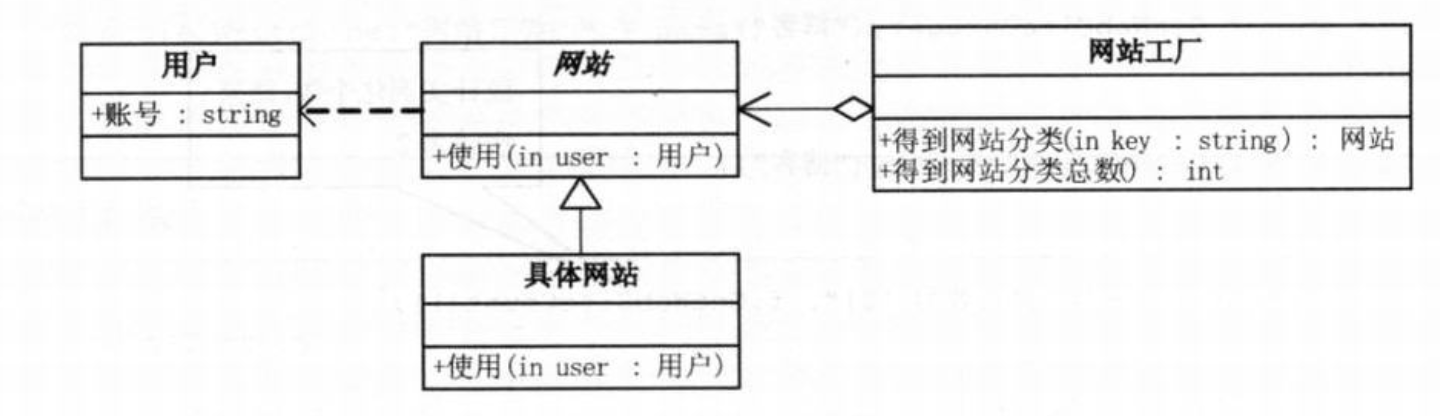 用户
+账号 : string
网站
+使用(in user : 用户)
网站工厂
+得到网站分类(in key : string) : 网站
+得到网站分类总数() : int
具体网站
+使用(in user : 用户)